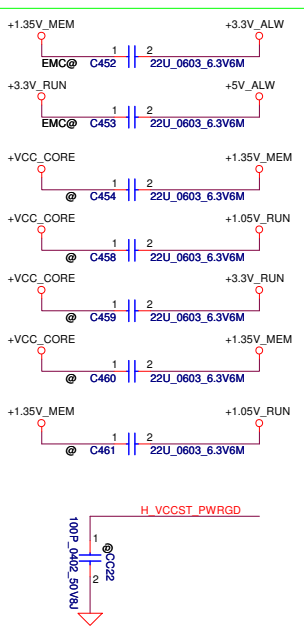 +1.35V_MEM +3.3V_ALW
1 2
EMC@ C452 22U_0603_6.3V6M
+3.3V_RUN +5V_ALW
1 2
EMC@ C453 22U_0603_6.3V6M
+VCC_CORE +1.35V_MEM
1 2
@ C454 22U_0603_6.3V6M
+VCC_CORE +1.05V_RUN
1 2
@ C458 22U_0603_6.3V6M
+VCC_CORE +3.3V_RUN
1 2
@ C459 22U_0603_6.3V6M
+VCC_CORE +1.35V_MEM
1 2
@ C460 22U_0603_6.3V6M
+1.35V_MEM +1.05V_RUN
1 2
@ C461 22U_0603_6.3V6M
H_VCCST_PWRGD
1
2
@CC22
100P_0402_50V8J